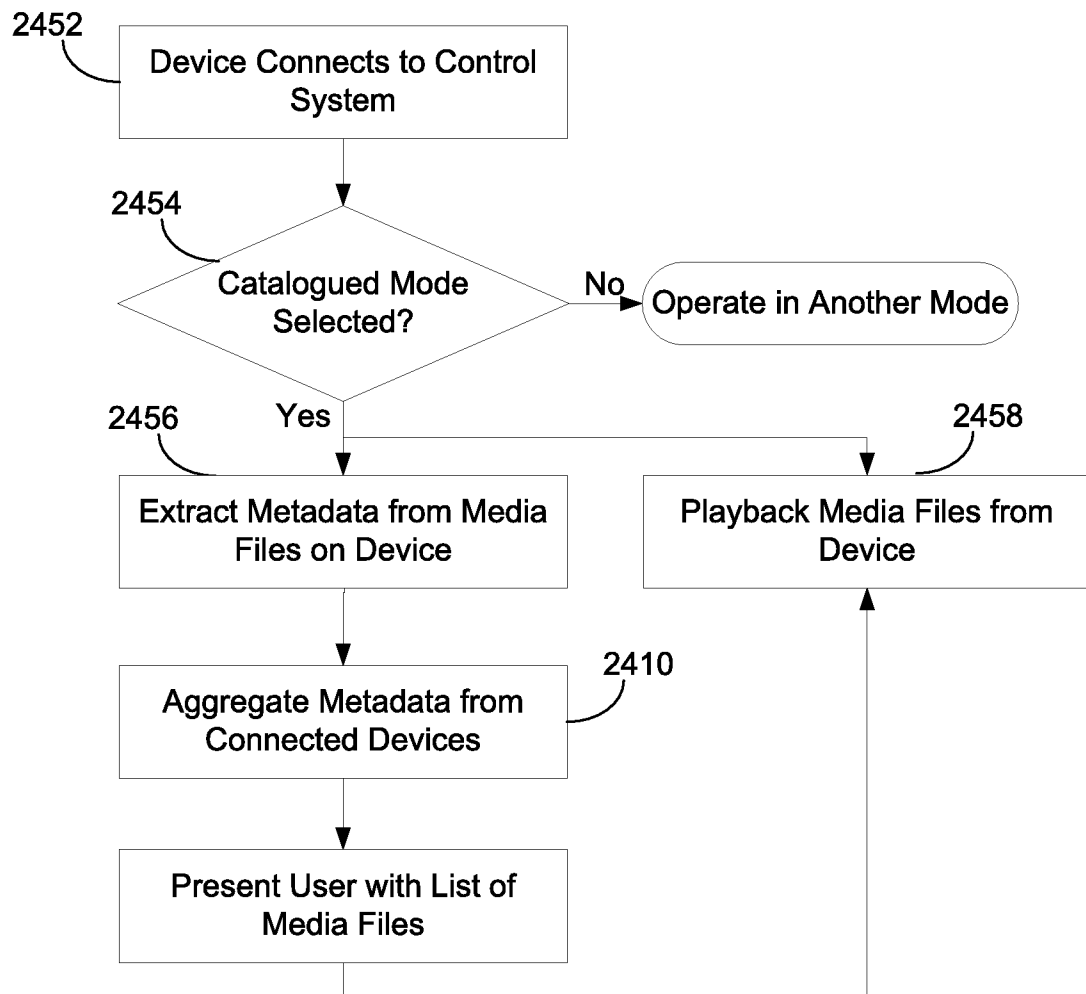 2452
Device Connects to Control
System
2454
Catalogued Mode
Selected?
No
Operate in Another Mode
Yes
2456
Extract Metadata from Media
Files on Device
2458
Playback Media Files from
Device
2410
Aggregate Metadata from
Connected Devices
Present User with List of
Media Files